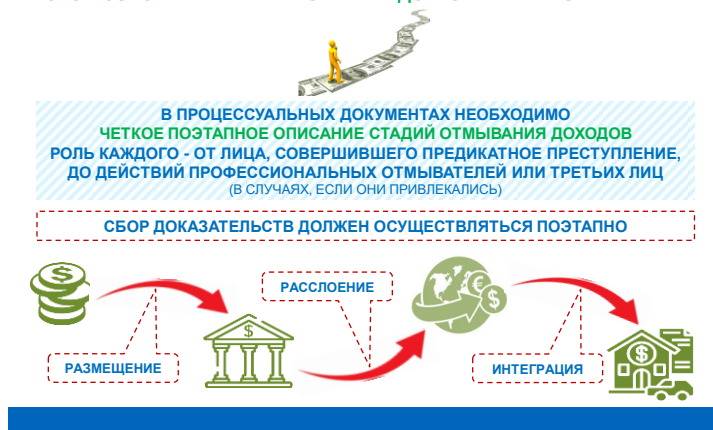 В ПРОЦЕССУАЛЬНЫХ ДОКУМЕНТАХ НЕОБХОДИМО
ЧЕТКОЕ ПОЭТАПНОЕ ОПИСАНИЕ СТАДИЙ ОТМЫВАНИЯ ДОХОДОВ
РОЛЬ КАЖДОГО - ОТ ЛИЦА, СОВЕРШИВШЕГО ПРЕДИКАТНОЕ ПРЕСТУПЛЕНИЕ,
ДО ДЕЙСТВИЙ ПРОФЕССИОНАЛЬНЫХ ОТМЫВАТЕЛЕЙ ИЛИ ТРЕТЬИХ ЛИЦ
(В СЛУЧАЯХ, ЕСЛИ ОНИ ПРИВЛЕКАЛИСЬ)
СБОР ДОКАЗАТЕЛЬСТВ ДОЛЖЕН ОСУЩЕСТВЛЯТЬСЯ ПОЭТАПНО
РАССЛОЕНИЕ
РАЗМЕЩЕНИЕ
ИНТЕГРАЦИЯ